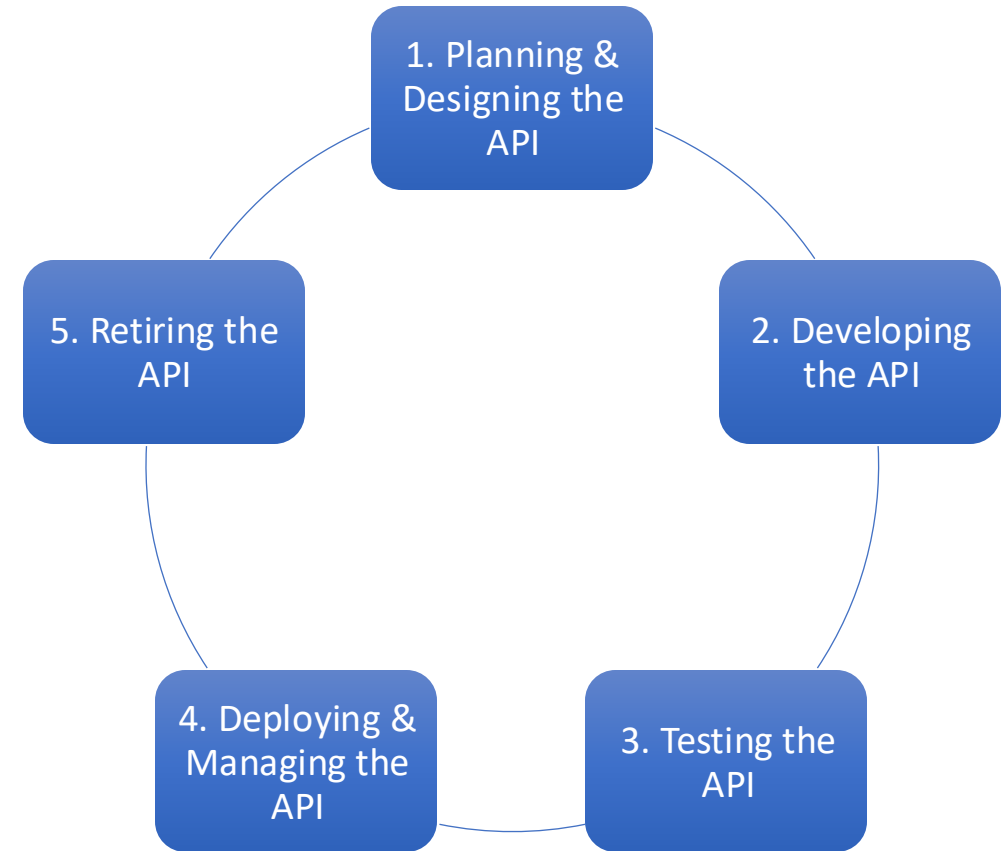 1. Planning &
Designing the
API
2. Developing
the API
3. Testing the
API
4. Deploying &
Managing the
API
5. Retiring the
API